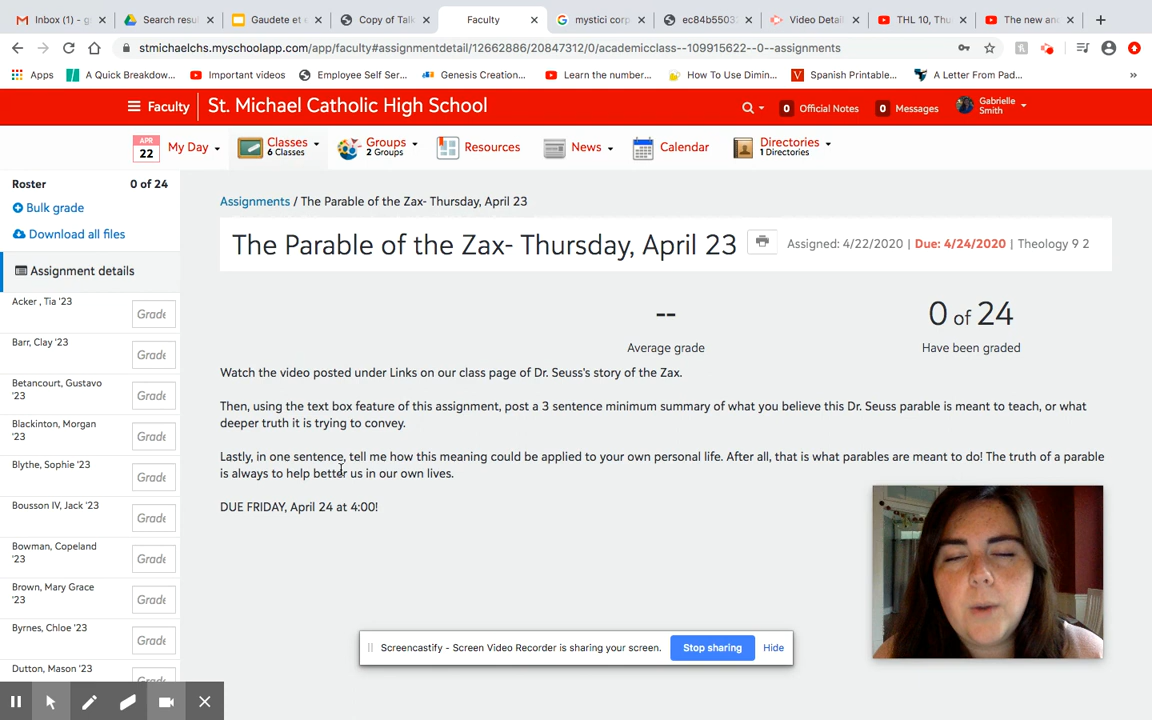 Inbox (1) - g
Search resu
Gaudete et
Copy of Talk
Faculty
mystici corp
ec84b5503
Video Detail
THL 10, Thu
The new an
stmichaelchs.myschoolapp.com/app/faculty#assignmentdetail/12662886/20847312/0/academicclass--109915622--0--assignments
Apps
A Quick Breakdow...
Important videos
Employee Self Ser...
Genesis Creation...
Learn the number...
How To Use Dimin...
Spanish Printable...
A Letter From Pad...
Faculty
St. Michael Catholic High School
0 Official Notes
0 Messages
Gabrielle
Smith
APR
22
My Day
Classes
6 Classes
Groups
2 Groups
Resources
News
Calendar
Directories
1 Directories
Roster
0 of 24
Bulk grade
Download all files
Assignment details
Acker , Tia '23
Grade
Barr, Clay '23
Grade
Betancourt, Gustavo
'23
Grade
Blackinton, Morgan
'23
Grade
Blythe, Sophie '23
Grade
Bousson IV, Jack '23
Grade
Bowman, Copeland
'23
Grade
Brown, Mary Grace
'23
Grade
Byrnes, Chloe '23
Grade
Dutton, Mason '23
Grade
Assignments / The Parable of the Zax- Thursday, April 23
The Parable of the Zax- Thursday, April 23
Assigned: 4/22/2020 | Due: 4/24/2020 | Theology 9 2
--
Average grade
0 of 24
Have been graded
Watch the video posted under Links on our class page of Dr. Seuss's story of the Zax.
Then, using the text box feature of this assignment, post a 3 sentence minimum summary of what you believe this Dr. Seuss parable is meant to teach, or what
deeper truth it is trying to convey.
Lastly, in one sentence, tell me how this meaning could be applied to your own personal life. After all, that is what parables are meant to do! The truth of a parable
is always to help better us in our own lives.
DUE FRIDAY, April 24 at 4:00!
Screencastify - Screen Video Recorder is sharing your screen.
Stop sharing
Hide